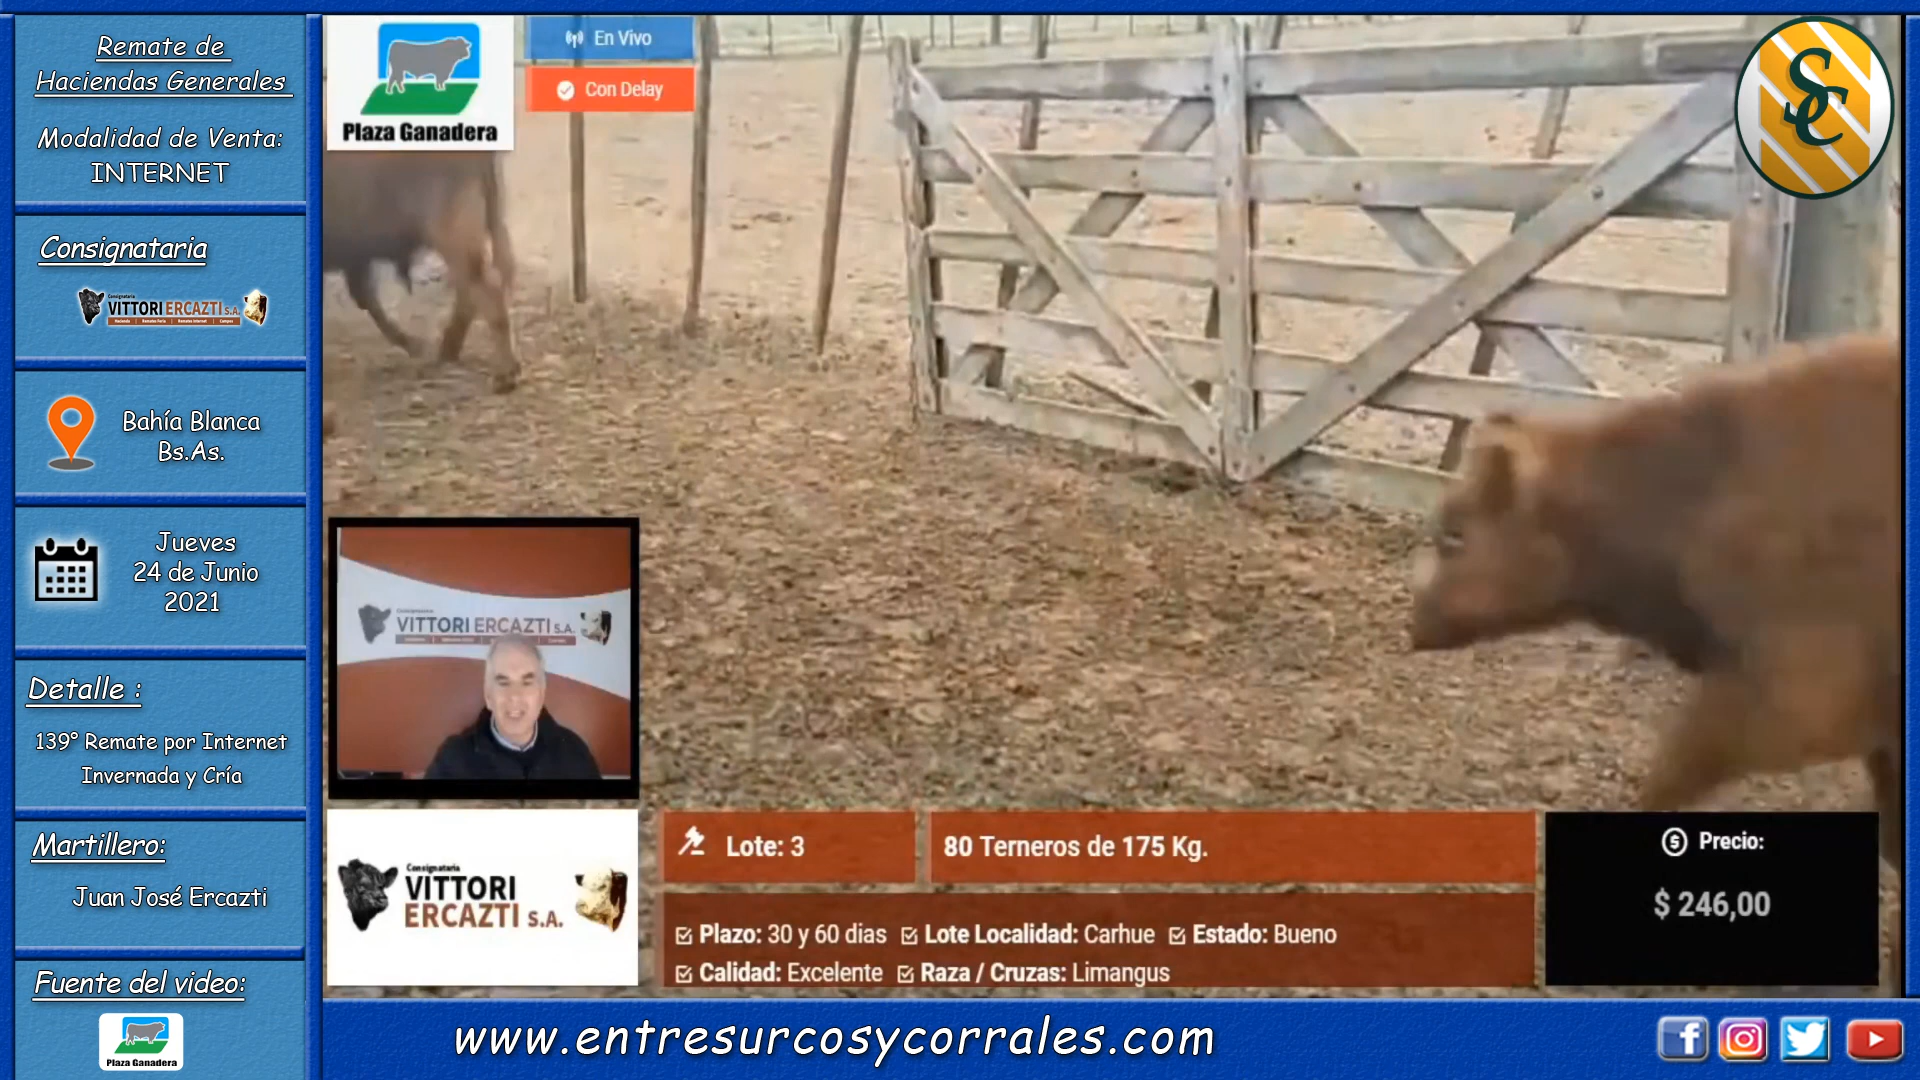 Remate de
Haciendas Generales
Modalidad de Venta:
INTERNET
Consignataria
Consignataria
VITTORI ERCAZTI S.A.
Bahía Blanca
Bs.As.
Jueves
24 de Junio
2021
Detalle :
139° Remate por Internet
Invernada y Cría
Martillero:
Juan José Ercazti
Fuente del video:
Plaza Ganadera
Plaza Ganadera
En Vivo
Con Delay
SC
Consignataria
VITTORI ERCAZTI S.A.
Consignataria
VITTORI
ERCAZTI S.A.
Lote: 3
80 Terneros de 175 Kg.
Plazo: 30 y 60 dias Lote Localidad: Carhue Estado: Bueno
Calidad: Excelente Raza / Cruzas: Limangus
Precio:
$ 246,00
www.entresurcosycorrales.com